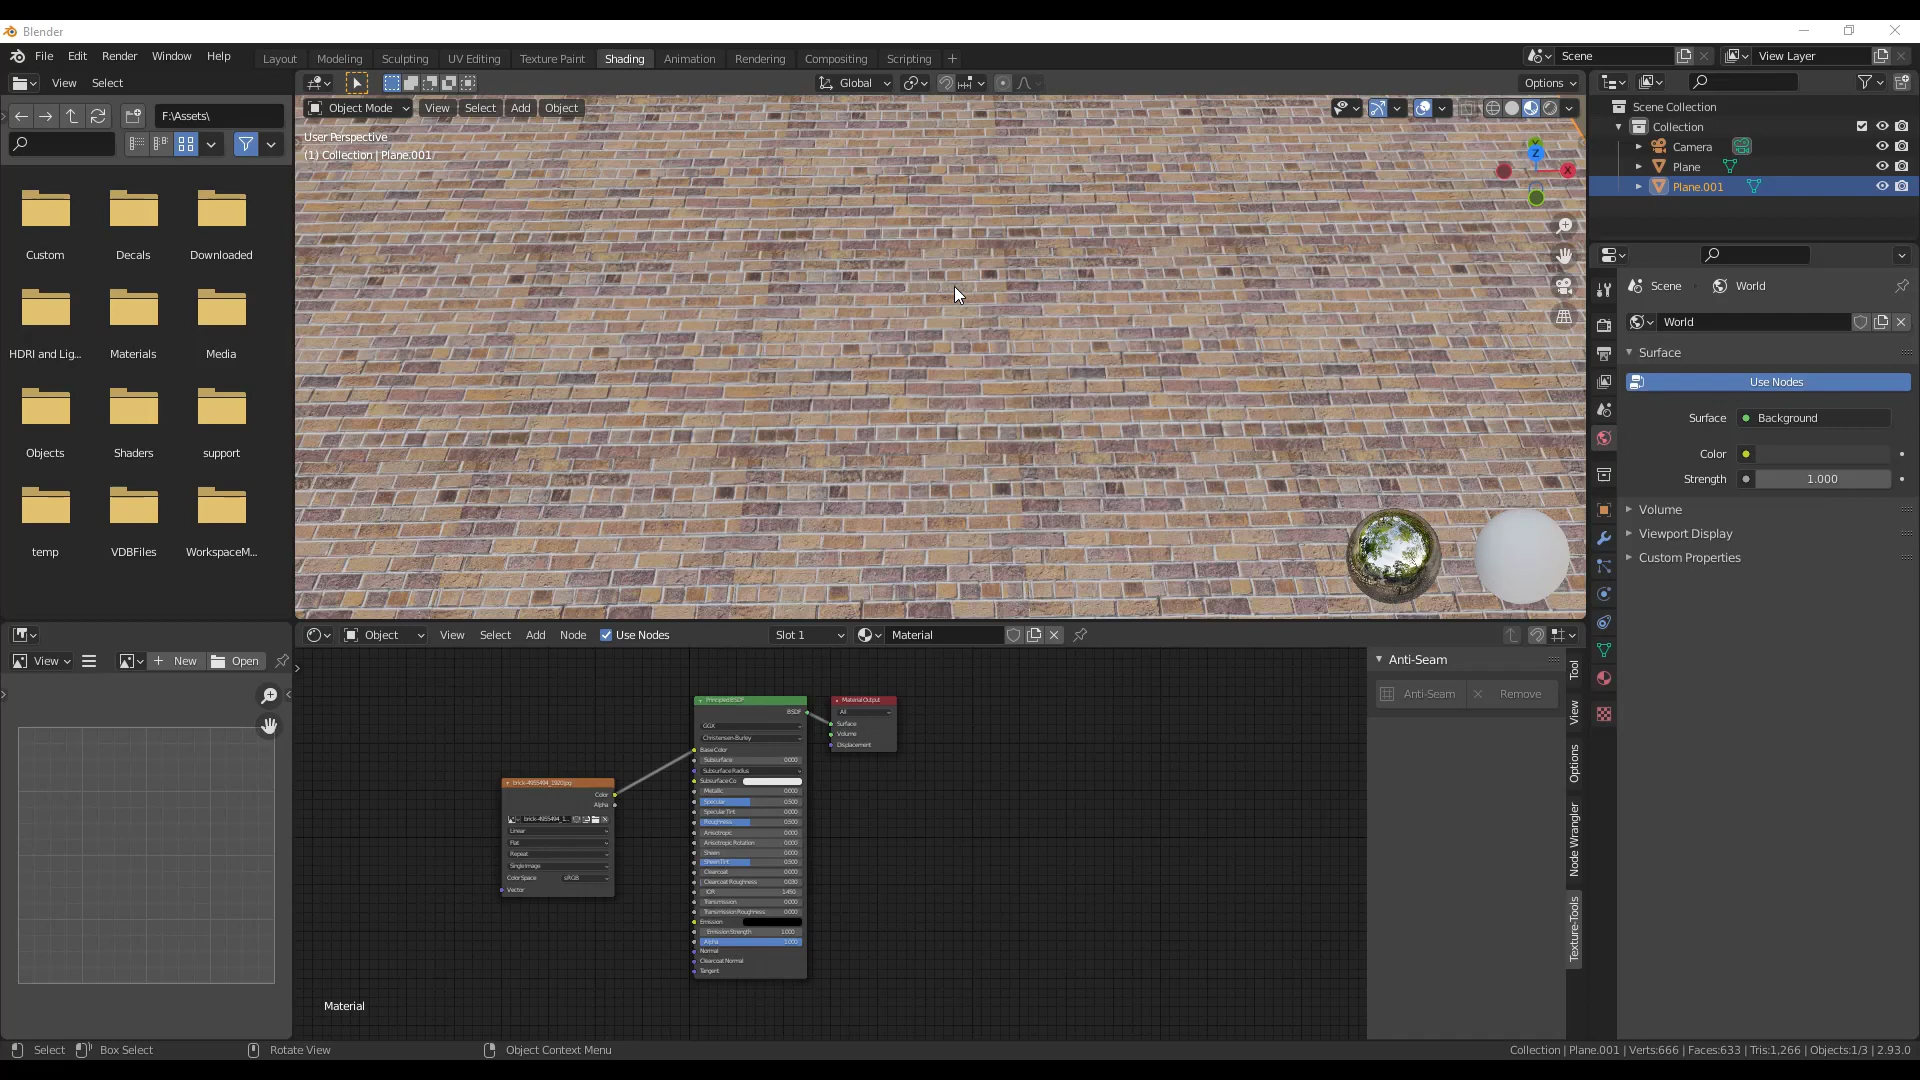 Blender
File Edit Render Window Help
Layout Modeling Sculpting UV Editing Texture Paint Shading Animation Rendering Compositing Scripting +
Scene
View Layer
View Select
Global
Options
F:\Assets\
Object Mode View Select Add Object
User Perspective
(1) Collection | Plane.001
Z
X
Y
Custom Decals Downloaded
HDRI and Lig... Materials Media
Objects Shaders support
temp VDBFiles WorkspaceM...
Scene Collection
Collection
Camera
Plane
Plane.001
Scene World
World
Surface
Use Nodes
Surface Background
Color
Strength 1.000
Volume
Viewport Display
Custom Properties
Object View Select Add Node Use Nodes
Slot 1
Material
View
New Open
Principled BSDF
BSDF
GGX
Christensen-Burley
Base Color
Subsurface 0.000
Subsurface Radius
Subsurface Co
Metallic 0.000
Specular 0.500
Specular Tint 0.000
Roughness 0.500
Anisotropic 0.000
Anisotropic Rotation 0.000
Sheen 0.000
Sheen Tint 0.500
Clearcoat 0.000
Clearcoat Roughness 0.030
IOR 1.450
Transmission 0.000
Transmission Roughness 0.000
Emission
Emission Strength 1.000
Alpha 1.000
Normal
Clearcoat Normal
Tangent
Material Output
All
Surface
Volume
Displacement
brick-4955494_1920.jpg
Color
Alpha
brick-4955494_1...
Linear
Flat
Repeat
Single Image
Color Space sRGB
Vector
Material
Anti-Seam
Anti-Seam Remove
Tool
View
Options
Node Wrangler
Texture-Tools
Select Box Select Rotate View Object Context Menu
Collection | Plane.001 | Verts:666 | Faces:633 | Tris:1,266 | Objects:1/3 | 2.93.0